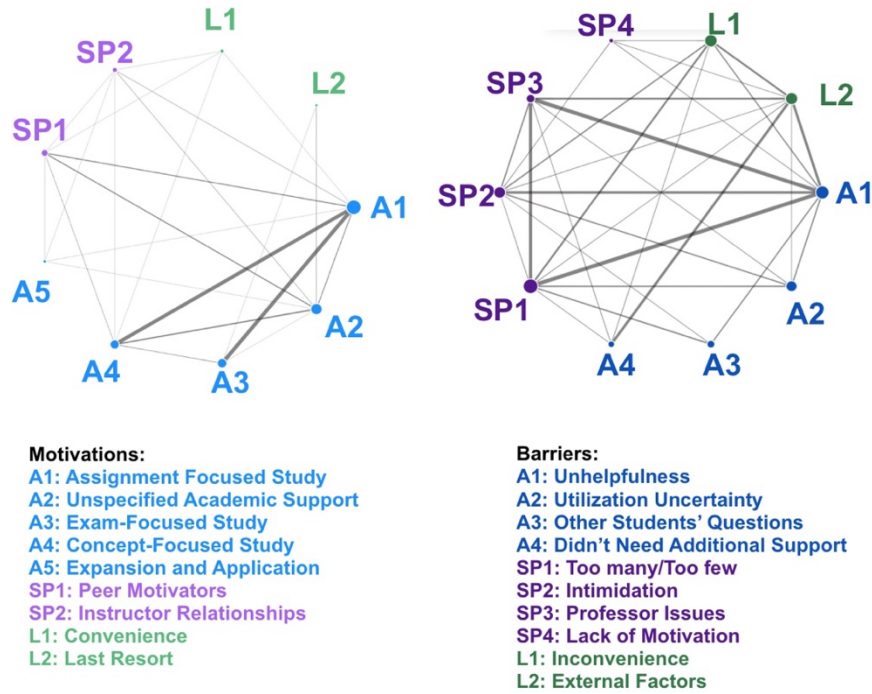 L1
SP2
L2
SP1
A1
A5
A2
A4
A3
SP4
L1
SP3
L2
SP2
A1
SP1
A2
A4
A3
Motivations:
A1: Assignment Focused Study
A2: Unspecified Academic Support
A3: Exam-Focused Study
A4: Concept-Focused Study
A5: Expansion and Application
SP1: Peer Motivators
SP2: Instructor Relationships
L1: Convenience
L2: Last Resort
Barriers:
A1: Unhelpfulness
A2: Utilization Uncertainty
A3: Other Students’ Questions
A4: Didn’t Need Additional Support
SP1: Too many/Too few
SP2: Intimidation
SP3: Professor Issues
SP4: Lack of Motivation
L1: Inconvenience
L2: External Factors